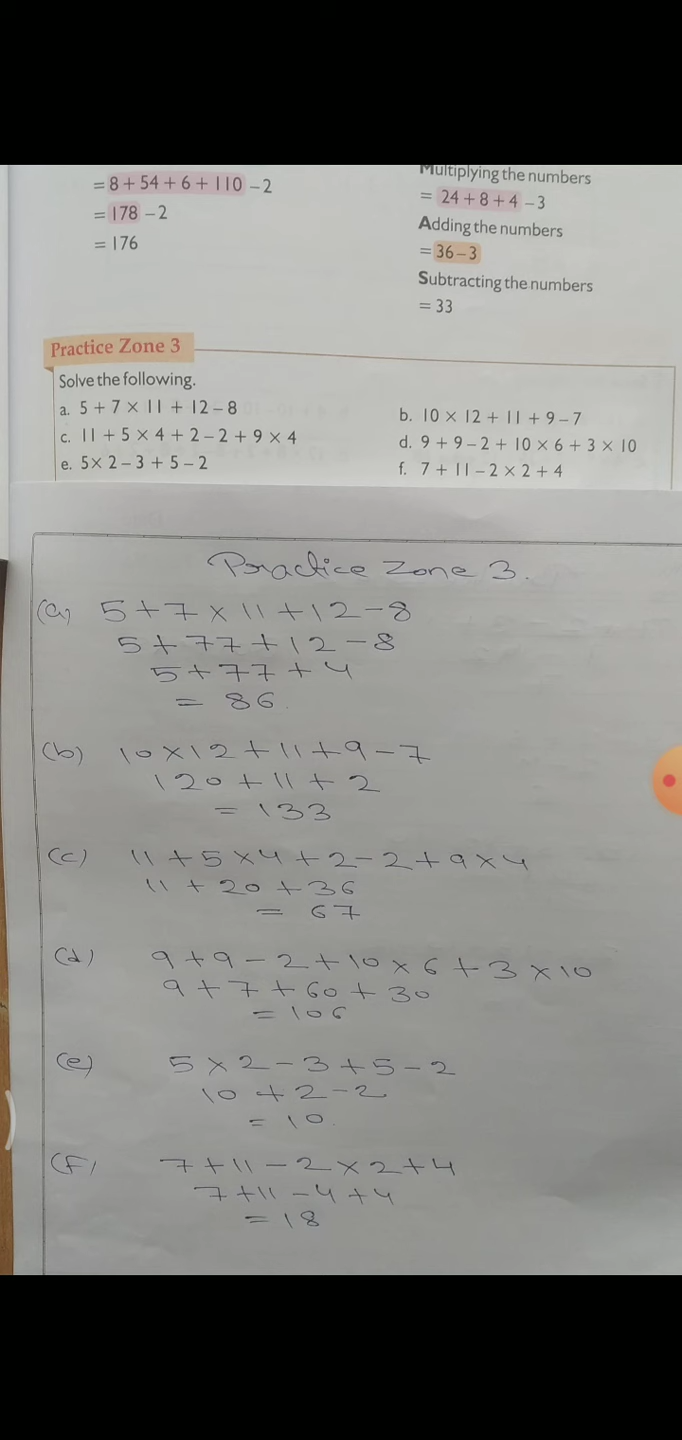 = 8 + 54 + 6 + 110 – 2
= 178 – 2
= 176
Multiplying the numbers
= 24 + 8 + 4 – 3
Adding the numbers
= 36 – 3
Subtracting the numbers
= 33
Practice Zone 3
Solve the following.
a. 5 + 7 × 11 + 12 – 8
b. 10 × 12 + 11 + 9 – 7
c. 11 + 5 × 4 + 2 – 2 + 9 × 4
d. 9 + 9 – 2 + 10 × 6 + 3 × 10
e. 5× 2 – 3 + 5 – 2
f. 7 + 11 – 2 × 2 + 4
Practice Zone 3.
(a) 5 + 7 × 11 + 12 – 8
5 + 77 + 12 – 8
5 + 77 + 4
= 86.
(b) 10 × 12 + 11 + 9 – 7
120 + 11 + 2
= 133
(c) 11 + 5 × 4 + 2 – 2 + 9 × 4
11 + 20 + 36
= 67
(d) 9 + 9 – 2 + 10 × 6 + 3 × 10
9 + 7 + 60 + 30
= 106
(e) 5 × 2 – 3 + 5 – 2
10 + 2 – 2
= 10.
(F) 7 + 11 – 2 × 2 + 4
7 + 11 – 4 + 4
= 18